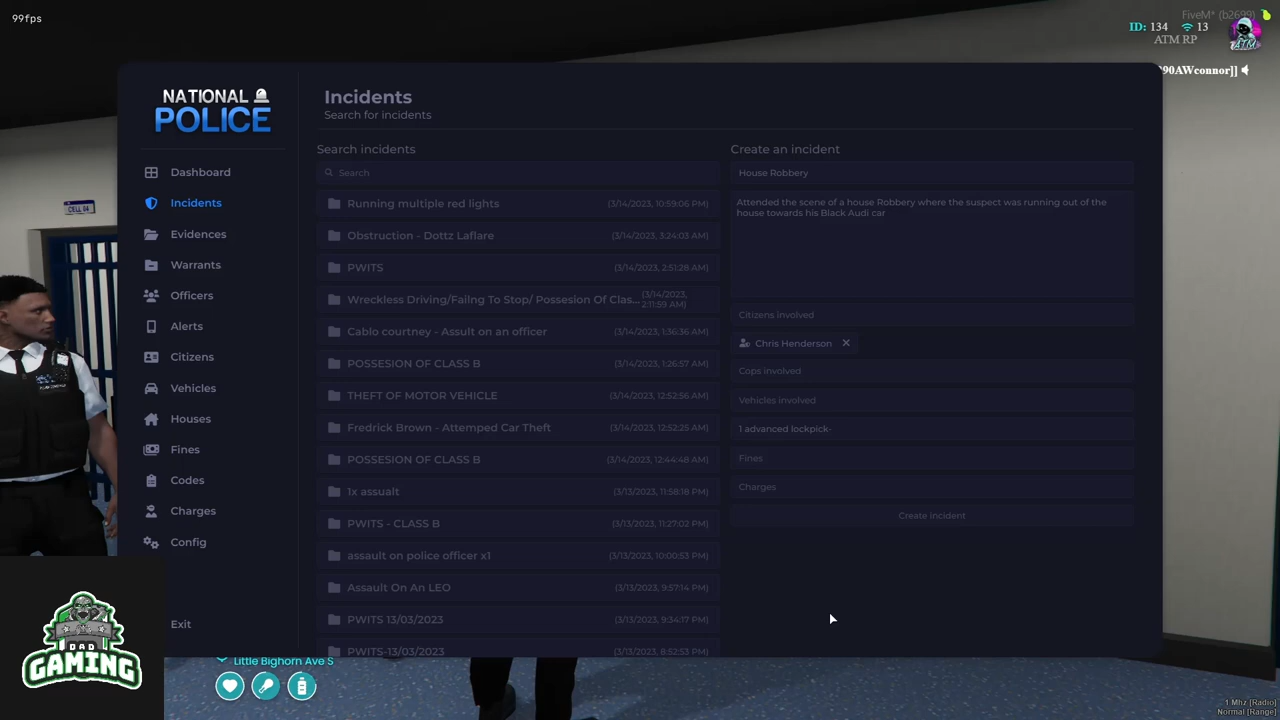 99fps
FiveM* (b2699)
ID: 134 13
ATM RP
ATM
90AWconnor]]
NATIONAL
POLICE
Dashboard
Incidents
Evidences
Warrants
Officers
Alerts
Citizens
Vehicles
Houses
Fines
Codes
Charges
Config
Exit
Incidents
Search for incidents
Search incidents
Search
Running multiple red lights (3/14/2023, 10:59:06 PM)
Obstruction - Dottz Laflare (3/14/2023, 3:24:03 AM)
PWITS (3/14/2023, 2:51:28 AM)
Wreckless Driving/Failng To Stop/ Possesion Of Clas... (3/14/2023, 2:11:59 AM)
Cablo courtney - Assult on an officer (3/14/2023, 1:36:36 AM)
POSSESION OF CLASS B (3/14/2023, 1:26:57 AM)
THEFT OF MOTOR VEHICLE (3/14/2023, 12:52:56 AM)
Fredrick Brown - Attemped Car Theft (3/14/2023, 12:52:25 AM)
POSSESION OF CLASS B (3/14/2023, 12:44:48 AM)
1x assualt (3/13/2023, 11:58:18 PM)
PWITS - CLASS B (3/13/2023, 11:27:02 PM)
assault on police officer x1 (3/13/2023, 10:00:53 PM)
Assault On An LEO (3/13/2023, 9:57:14 PM)
PWITS 13/03/2023 (3/13/2023, 9:34:17 PM)
PWITS-13/03/2023 (3/13/2023, 8:52:53 PM)
Create an incident
House Robbery
Attended the scene of a house Robbery where the suspect was running out of the
house towards his Black Audi car
Citizens involved
Chris Henderson
Cops involved
Vehicles involved
1 advanced lockpick-
Fines
Charges
Create incident
CELL 04
DAD
GAMING
Little Bighorn Ave S
1 Mhz [Radio]
Normal [Range]